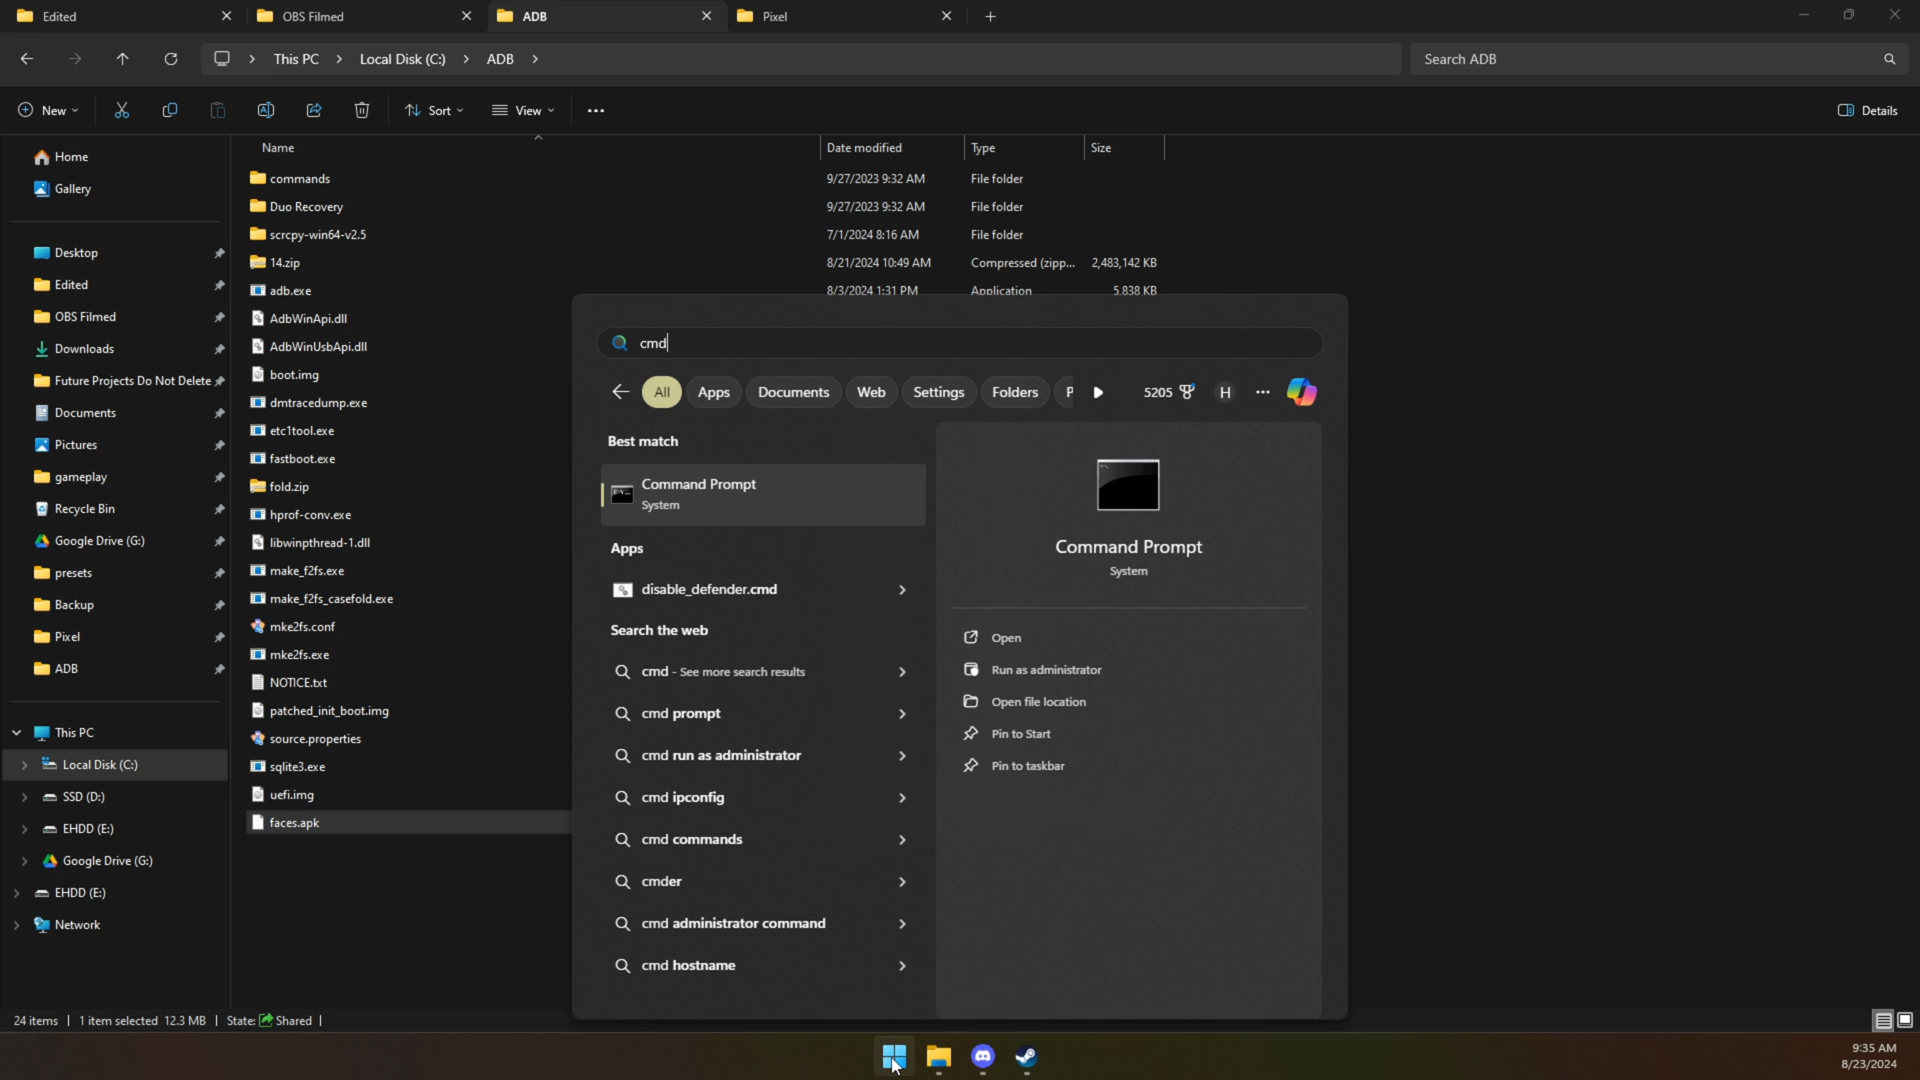 Edited
OBS Filmed
ADB
Pixel
This PC > Local Disk (C:) > ADB >
Search ADB
New
Sort
View
Details
Name
Date modified
Type
Size
Home
Gallery
Desktop
Edited
OBS Filmed
Downloads
Future Projects Do Not Delete
Documents
Pictures
gameplay
Recycle Bin
Google Drive (G:)
presets
Backup
Pixel
ADB
This PC
Local Disk (C:)
SSD (D:)
EHDD (E:)
Google Drive (G:)
EHDD (E:)
Network
commands 9/27/2023 9:32 AM File folder
Duo Recovery 9/27/2023 9:32 AM File folder
scrcpy-win64-v2.5 7/1/2024 8:16 AM File folder
14.zip 8/21/2024 10:49 AM Compressed (zipp... 2,483,142 KB
adb.exe 8/3/2024 1:31 PM Application 5,838 KB
AdbWinApi.dll
AdbWinUsbApi.dll
boot.img
dmtracedump.exe
etc1tool.exe
fastboot.exe
fold.zip
hprof-conv.exe
libwinpthread-1.dll
make_f2fs.exe
make_f2fs_casefold.exe
mke2fs.conf
mke2fs.exe
NOTICE.txt
patched_init_boot.img
source.properties
sqlite3.exe
uefi.img
faces.apk
cmd
All
Apps
Documents
Web
Settings
Folders
P
5205
H
Best match
Command Prompt
System
Apps
disable_defender.cmd
Search the web
cmd - See more search results
cmd prompt
cmd run as administrator
cmd ipconfig
cmd commands
cmder
cmd administrator command
cmd hostname
Command Prompt
System
Open
Run as administrator
Open file location
Pin to Start
Pin to taskbar
24 items | 1 item selected 12.3 MB | State: Shared |
9:35 AM
8/23/2024